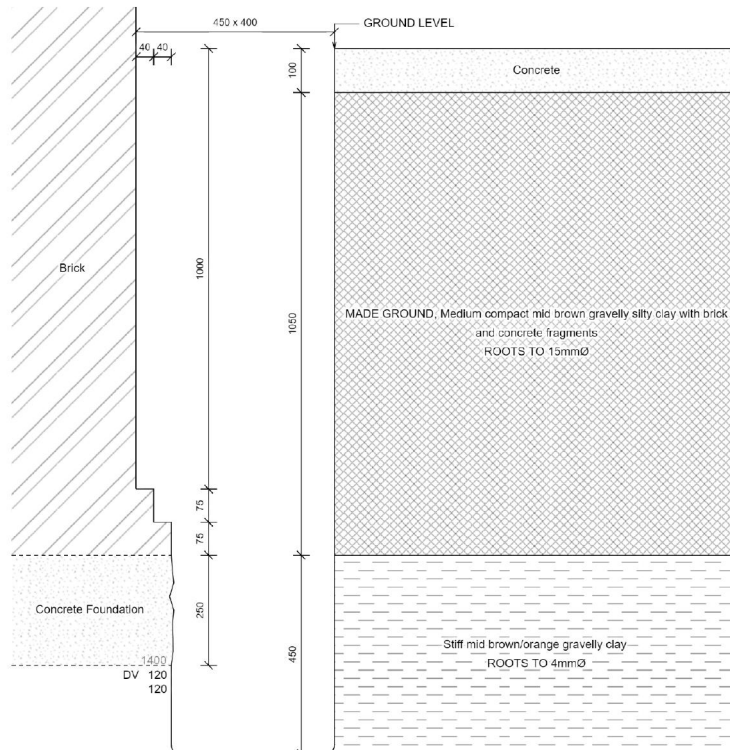 450 x 400
GROUND LEVEL
40
40
100
Concrete
Brick
1000
1050
MADE GROUND, Medium compact mid brown gravelly silty clay with brick
and concrete fragments
ROOTS TO 15mmØ
75
75
Concrete Foundation
250
450
Stiff mid brown/orange gravelly clay
ROOTS TO 4mmØ
1400
DV 120
120